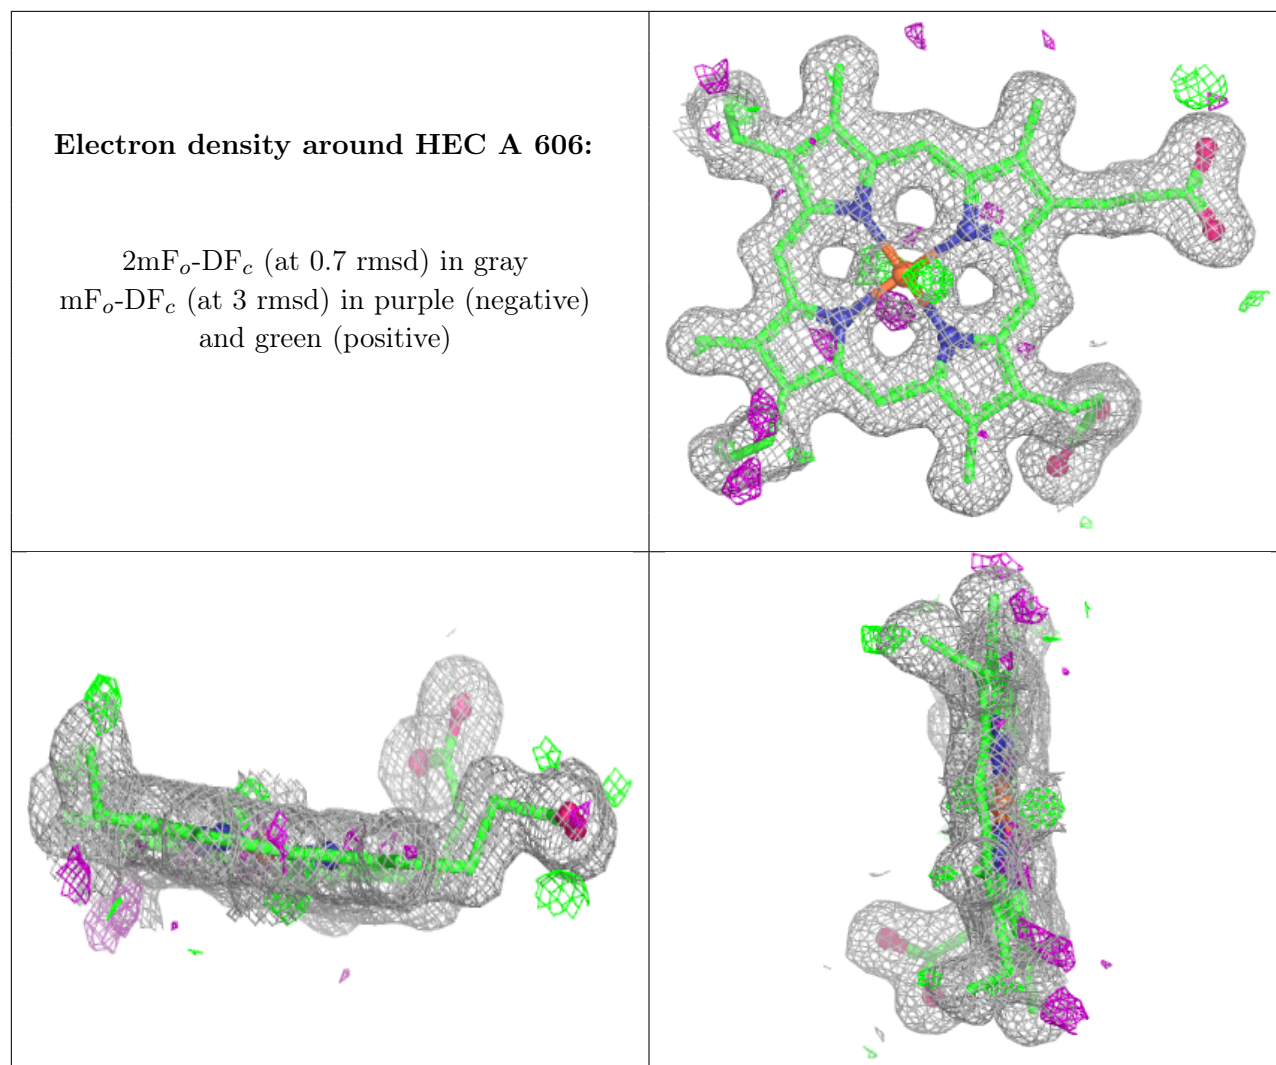 Electron density around HEC A 606:
2mFo-DFc (at 0.7 rmsd) in gray
mFo-DFc (at 3 rmsd) in purple (negative)
and green (positive)